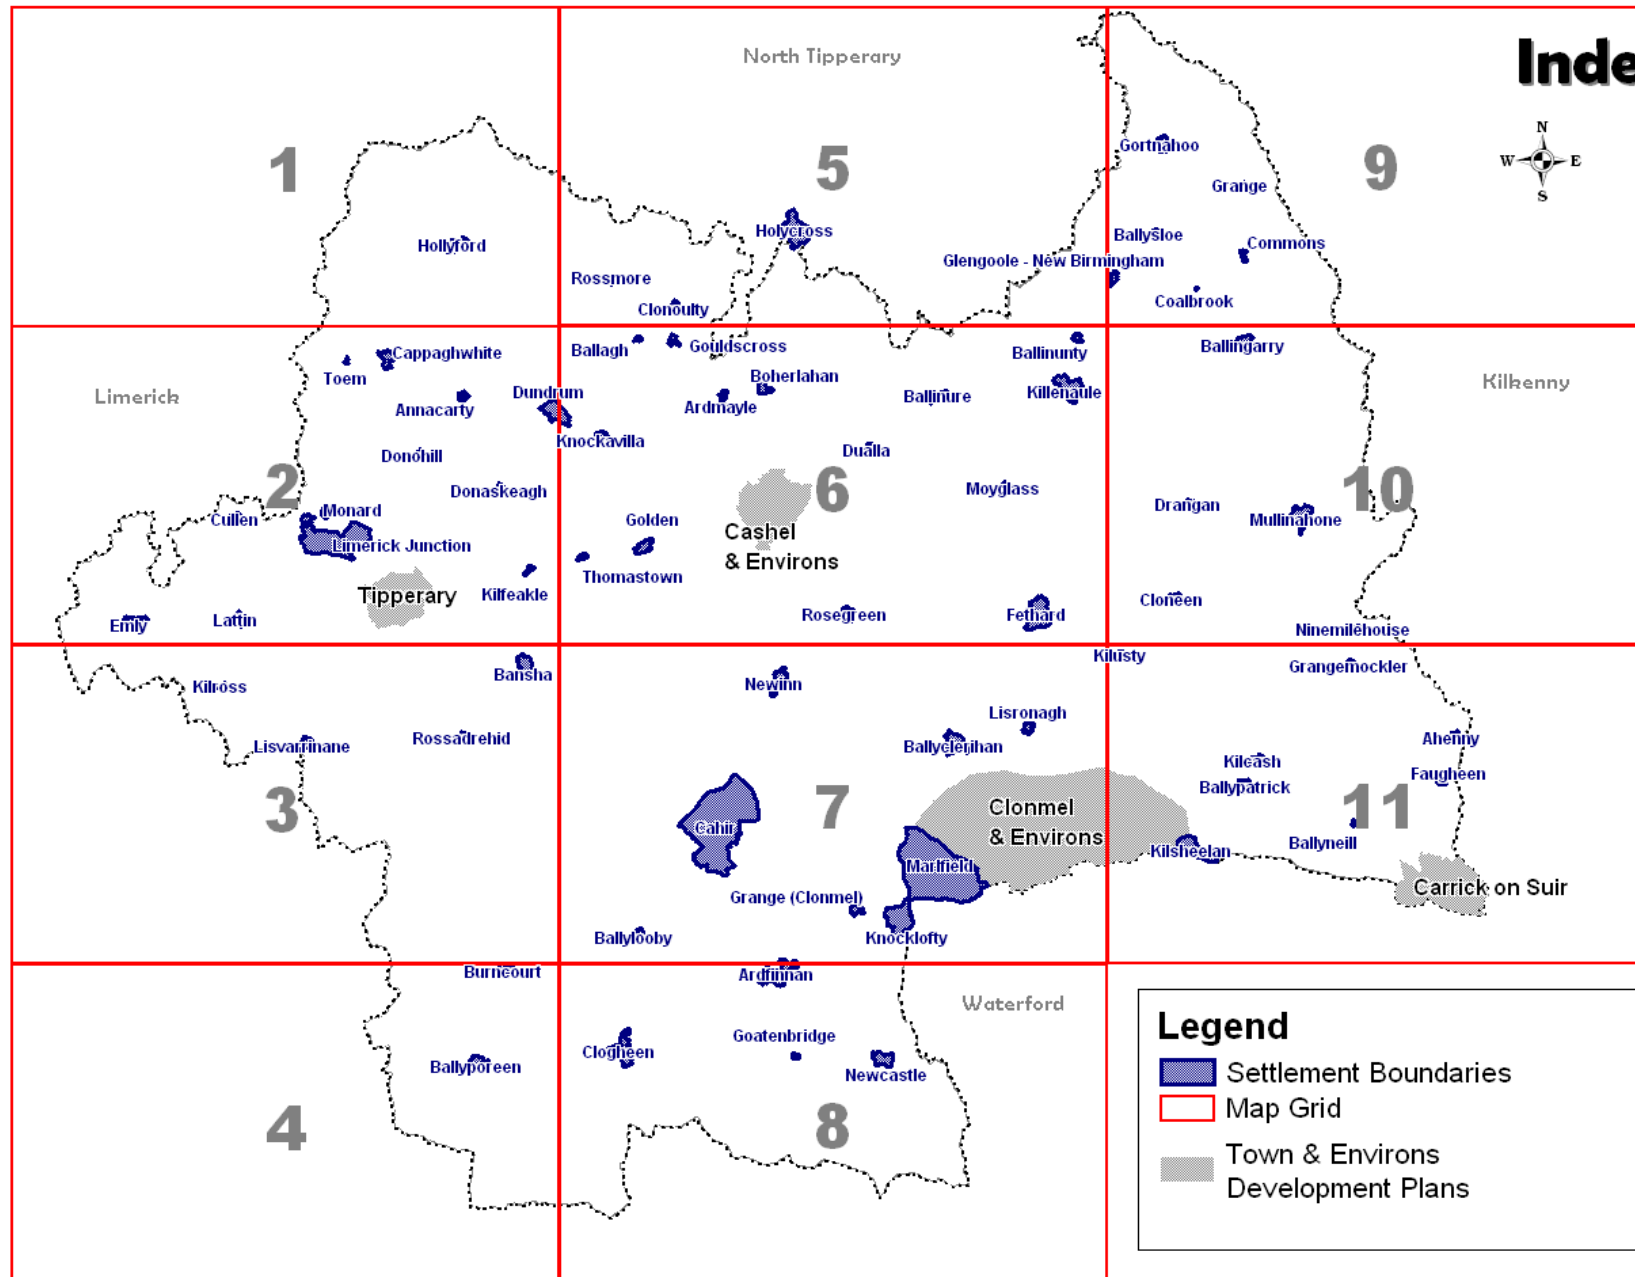 North Tipperary
Inde
N
W E
S
1
5
9
Gortnahoo
Grange
Hollyford
Holycross
Ballysloe
Commons
Glengoole - New Birmingham
Rossmore
Clonoulty
Coalbrook
Limerick
Kilkenny
Cappaghwhite
Toem
Annacarty
Dundrum
Ballagh
Gouldscross
Boherlahan
Ardmayle
Ballinure
Ballinunty
Killenaule
Ballingarry
Knockavilla
Donohill
Dualla
2
6
10
Donaskeagh
Moyglass
Drangan
Mullinahone
Cullen
Monard
Limerick Junction
Golden
Cashel
& Environs
Thomastown
Tipperary
Kilfeakle
Emly
Lattin
Rosegreen
Fethard
Cloneen
Ninemilehouse
Kilusty
Grangemockler
Bansha
Kilross
Newinn
Lisronagh
Lisvarrinane
Rossadrehid
Ballyclerihan
Ahenny
Kilcash
Faugheen
Ballypatrick
3
7
11
Clonmel
& Environs
Cahir
Marlfield
Kilsheelan
Ballyneill
Carrick on Suir
Grange (Clonmel)
Ballylooby
Knocklofty
Burncourt
Ardfinnan
Waterford
Goatenbridge
Clogheen
Ballyporeen
Newcastle
4
8
Legend
Settlement Boundaries
Map Grid
Town & Environs
Development Plans